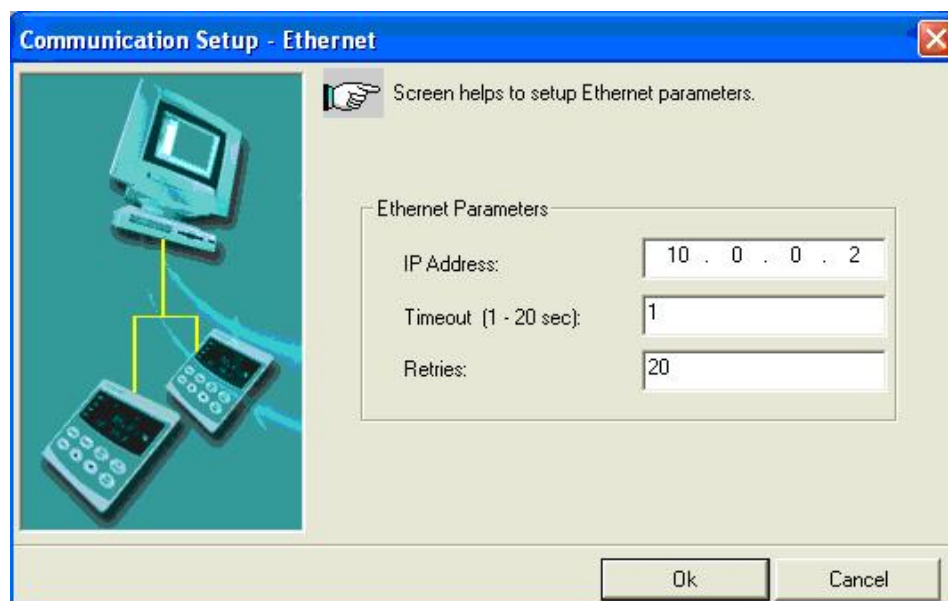 Communication Setup - Ethernet
Screen helps to setup Ethernet parameters.
Ethernet Parameters
IP Address: 10 . 0 . 0 . 2
Timeout (1 - 20 sec): 1
Retries: 20
Ok Cancel